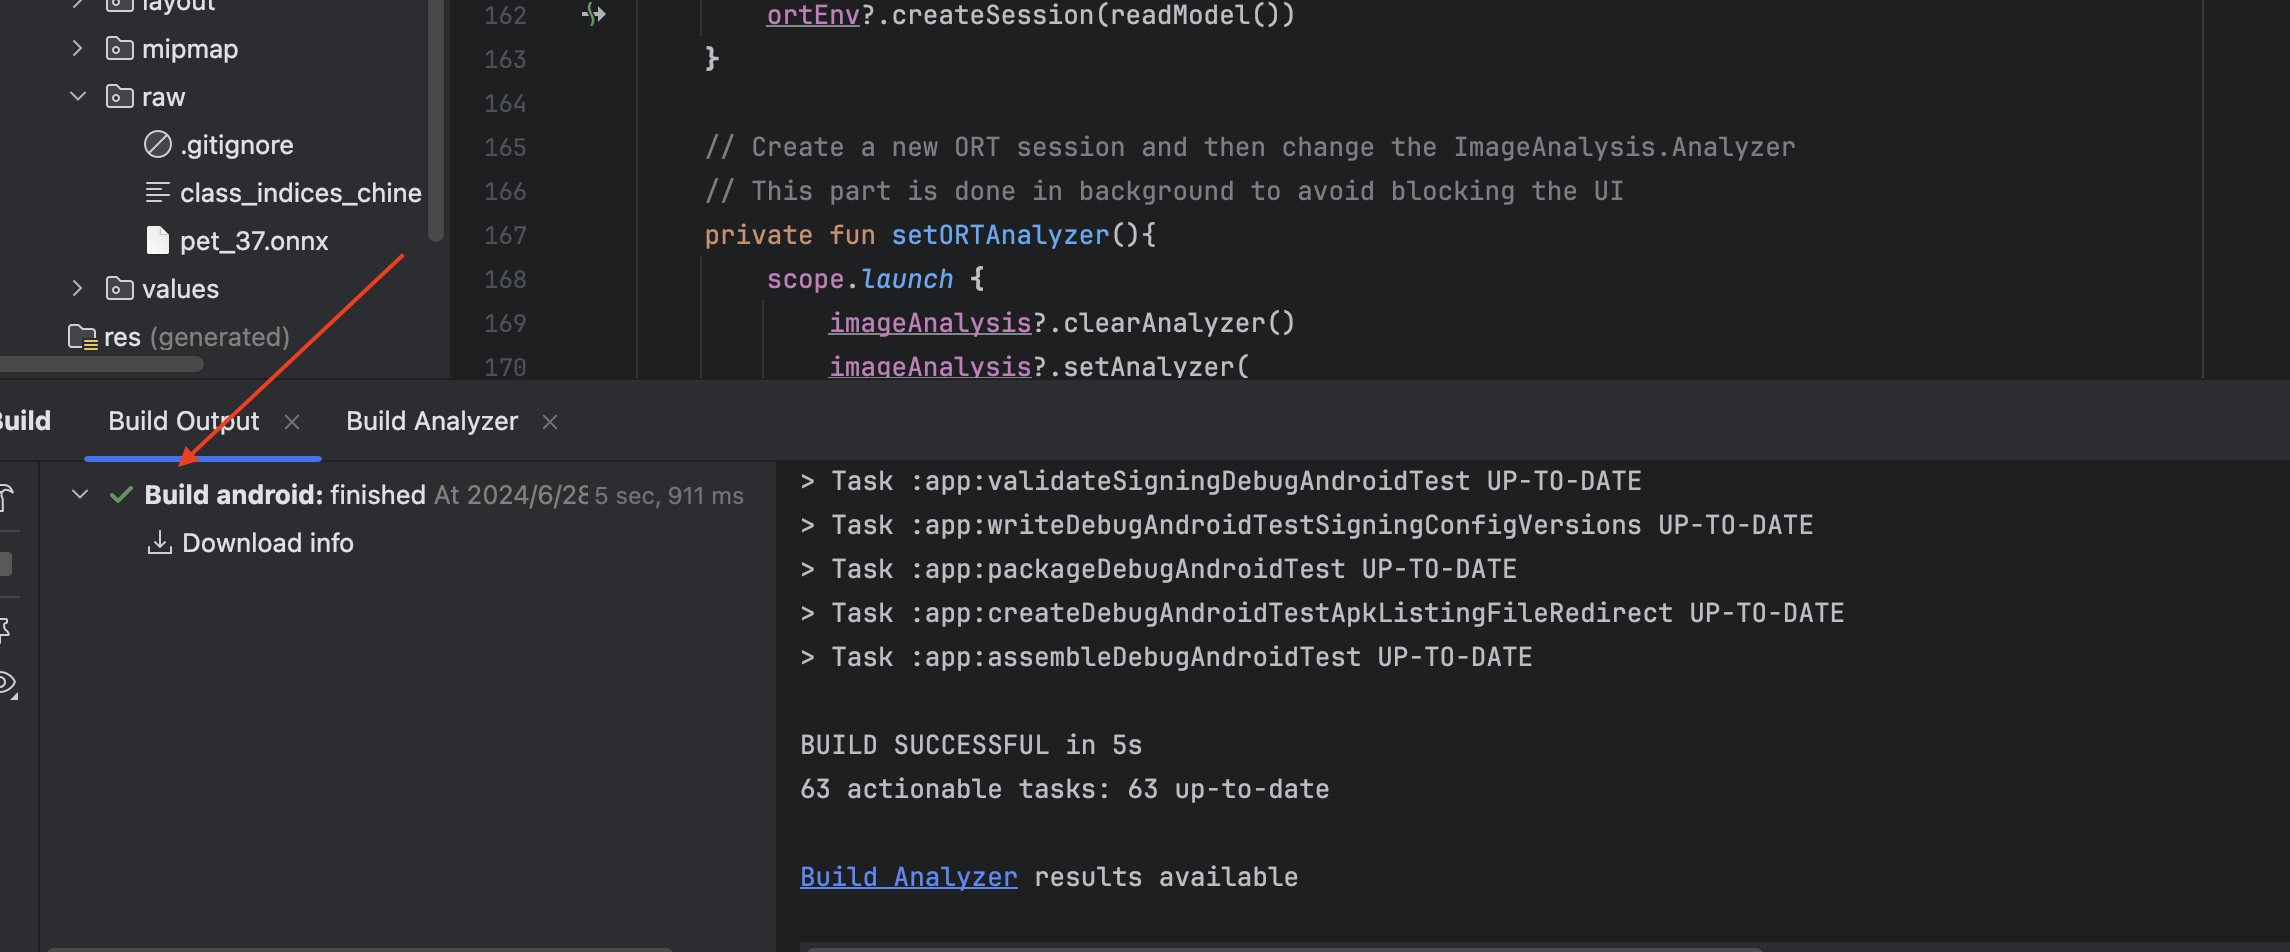 layout
mipmap
raw
.gitignore
class_indices_chine
pet_37.onnx
values
res (generated)
162 ortEnv?.createSession(readModel())
163 }
164
165 // Create a new ORT session and then change the ImageAnalysis.Analyzer
166 // This part is done in background to avoid blocking the UI
167 private fun setORTAnalyzer(){
168 scope.launch {
169 imageAnalysis?.clearAnalyzer()
170 imageAnalysis?.setAnalyzer(
Build Build Output Build Analyzer
Build android: finished At 2024/6/28 5 sec, 911 ms
Download info
> Task :app:validateSigningDebugAndroidTest UP-TO-DATE
> Task :app:writeDebugAndroidTestSigningConfigVersions UP-TO-DATE
> Task :app:packageDebugAndroidTest UP-TO-DATE
> Task :app:createDebugAndroidTestApkListingFileRedirect UP-TO-DATE
> Task :app:assembleDebugAndroidTest UP-TO-DATE
BUILD SUCCESSFUL in 5s
63 actionable tasks: 63 up-to-date
Build Analyzer results available